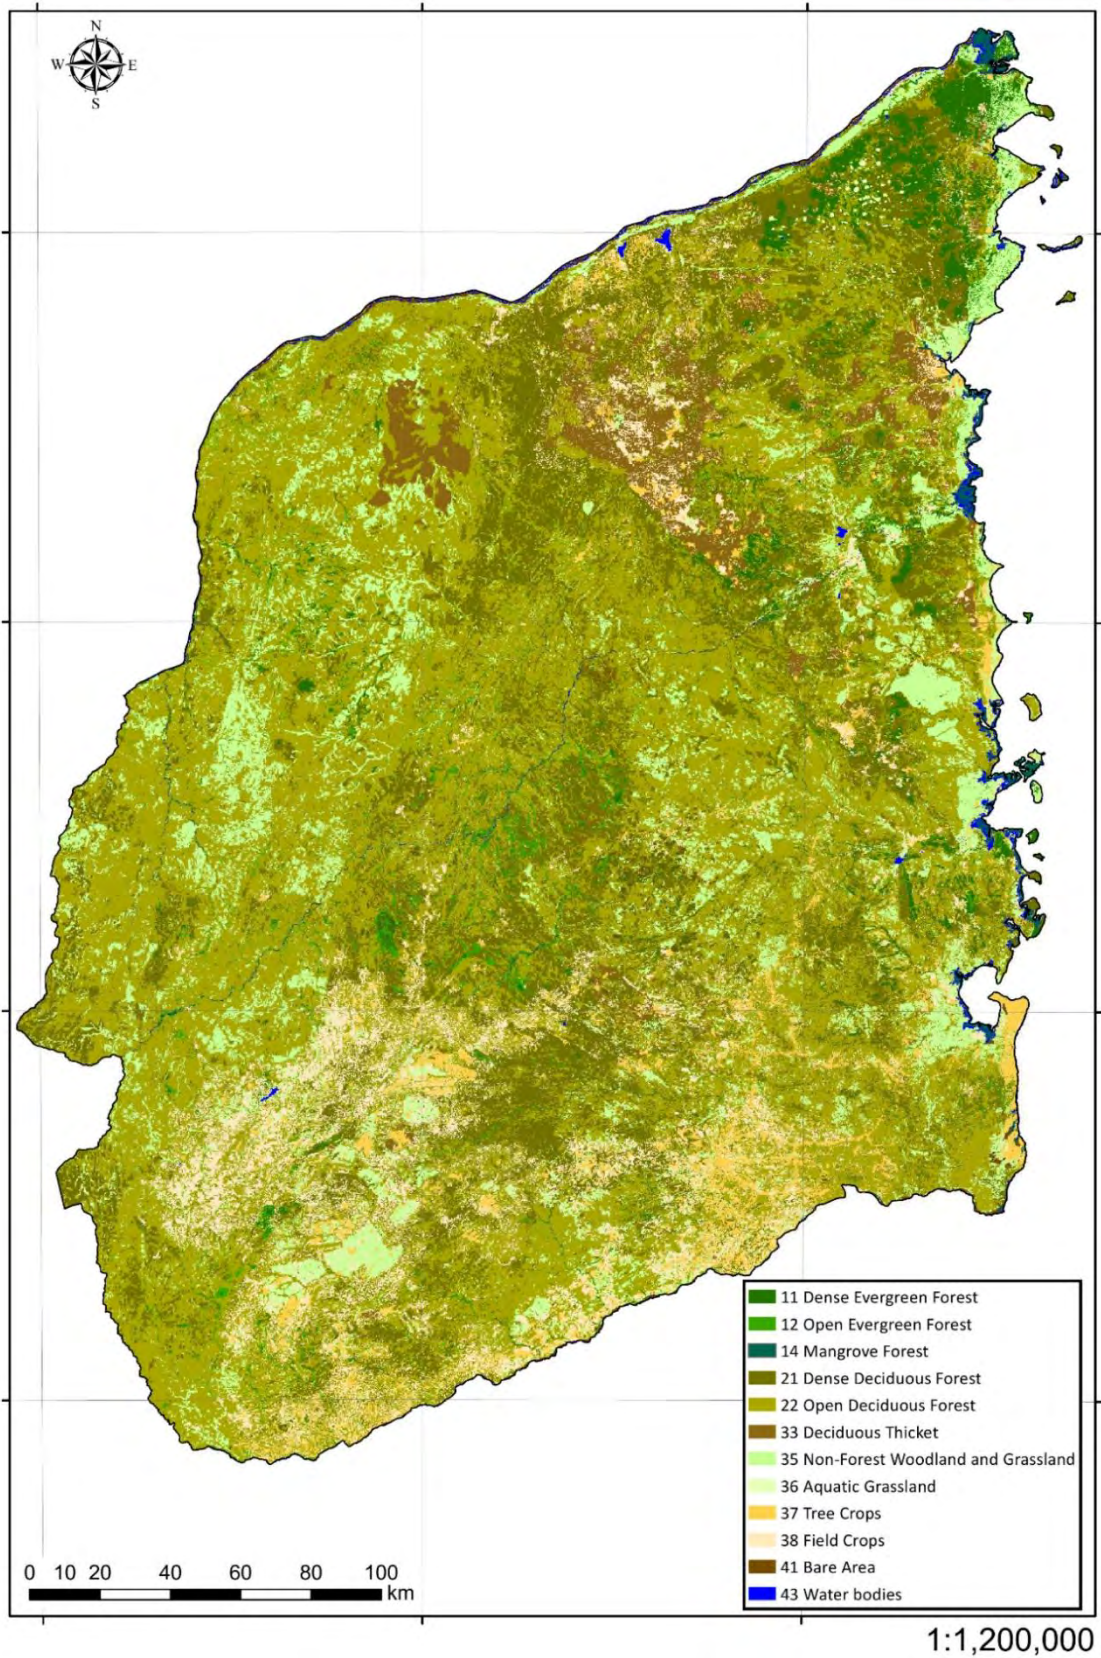 N
W E
S
11 Dense Evergreen Forest
12 Open Evergreen Forest
14 Mangrove Forest
21 Dense Deciduous Forest
22 Open Deciduous Forest
33 Deciduous Thicket
35 Non-Forest Woodland and Grassland
36 Aquatic Grassland
37 Tree Crops
38 Field Crops
41 Bare Area
43 Water bodies
0 10 20 40 60 80 100
km
1:1,200,000